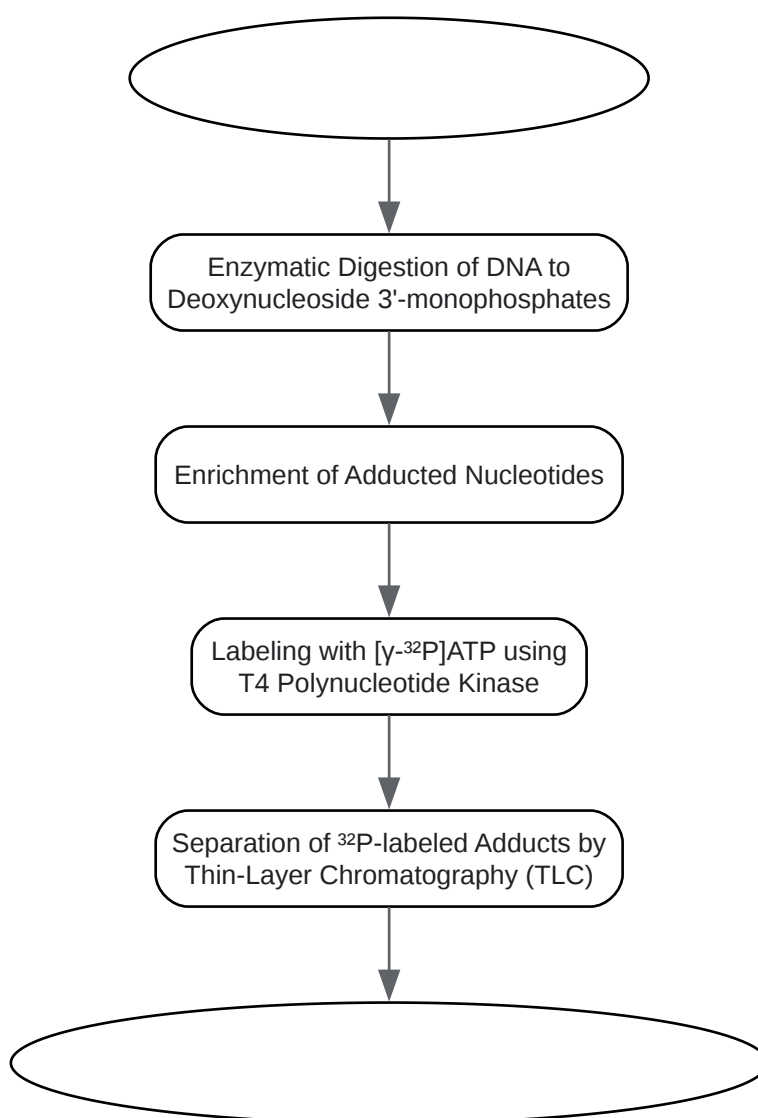 Enzymatic Digestion of DNA to
Deoxynucleoside 3'-monophosphates
Enrichment of Adducted Nucleotides
Labeling with [γ-³²P]ATP using
T4 Polynucleotide Kinase
Separation of ³²P-labeled Adducts by
Thin-Layer Chromatography (TLC)